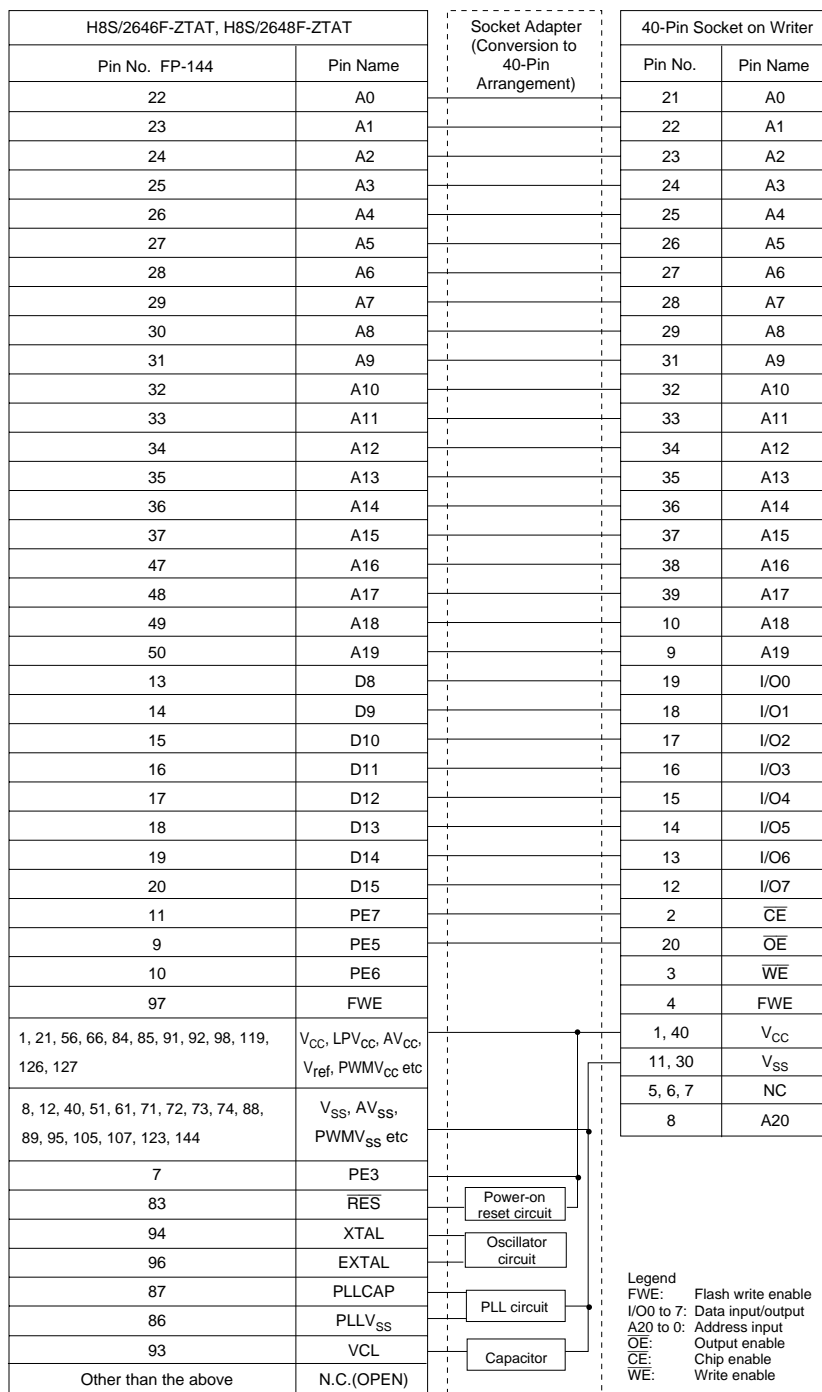 H8S/2646F-ZTAT, H8S/2648F-ZTAT
Socket Adapter
(Conversion to
40-Pin
Arrangement)
40-Pin Socket on Writer
Pin No. FP-144 Pin Name Pin No. Pin Name
22 A0 21 A0
23 A1 22 A1
24 A2 23 A2
25 A3 24 A3
26 A4 25 A4
27 A5 26 A5
28 A6 27 A6
29 A7 28 A7
30 A8 29 A8
31 A9 31 A9
32 A10 32 A10
33 A11 33 A11
34 A12 34 A12
35 A13 35 A13
36 A14 36 A14
37 A15 37 A15
47 A16 38 A16
48 A17 39 A17
49 A18 10 A18
50 A19 9 A19
13 D8 19 I/O0
14 D9 18 I/O1
15 D10 17 I/O2
16 D11 16 I/O3
17 D12 15 I/O4
18 D13 14 I/O5
19 D14 13 I/O6
20 D15 12 I/O7
11 PE7 2 C̅E̅
9 PE5 20 O̅E̅
10 PE6 3 W̅E̅
97 FWE 4 FWE
1, 21, 56, 66, 84, 85, 91, 92, 98, 119,
126, 127
VCC, LPVCC, AVCC,
Vref, PWMVCC etc
1, 40 VCC
11, 30 VSS
5, 6, 7 NC
8 A20
8, 12, 40, 51, 61, 71, 72, 73, 74, 88,
89, 95, 105, 107, 123, 144
VSS, AVSS,
PWMVSS etc
7 PE3
83 R̅E̅S̅
Power-on
reset circuit
94 XTAL
96 EXTAL
Oscillator
circuit
87 PLLCAP
86 PLLVSS
PLL circuit
93 VCL
Capacitor
Other than the above N.C.(OPEN)
Legend
FWE: Flash write enable
I/O0 to 7: Data input/output
A20 to 0: Address input
O̅E̅: Output enable
C̅E̅: Chip enable
W̅E̅: Write enable